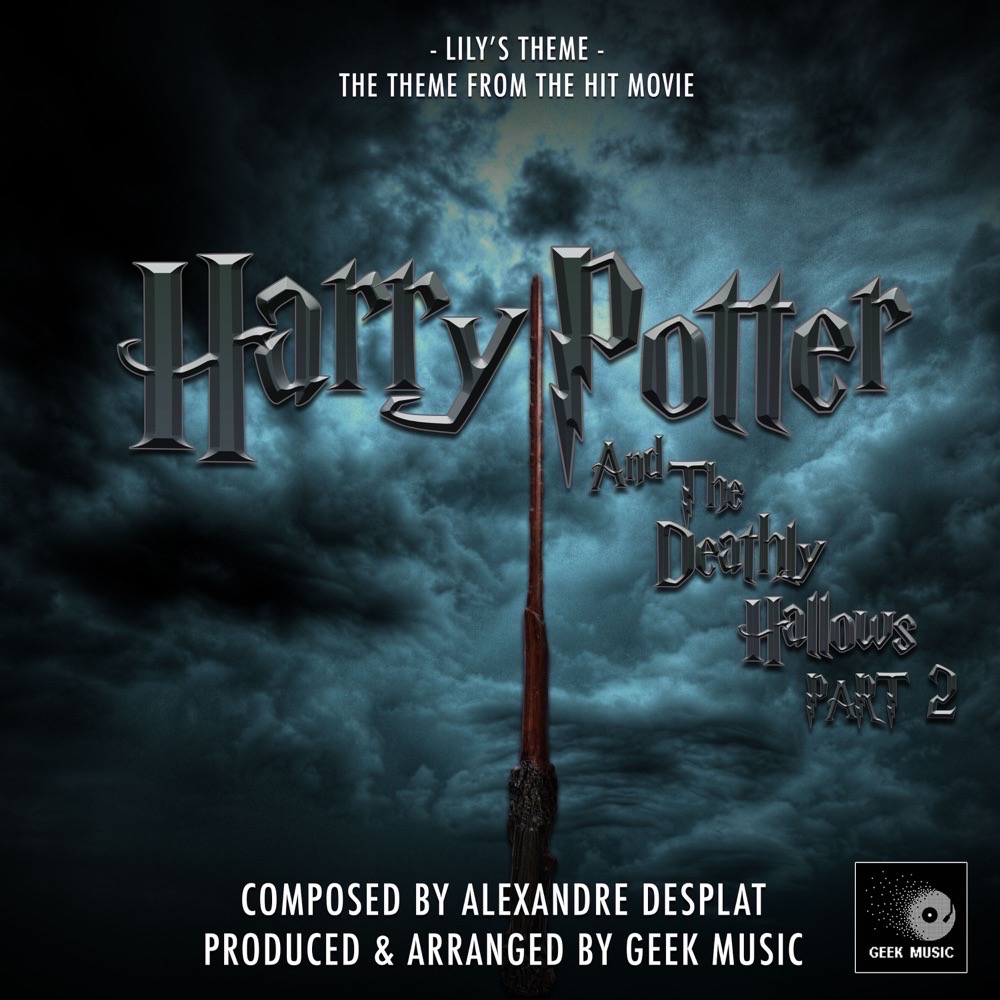 - LILY'S THEME -
THE THEME FROM THE HIT MOVIE
Harry Potter
And The
Deathly
Hallows
PART 2
COMPOSED BY ALEXANDRE DESPLAT
PRODUCED & ARRANGED BY GEEK MUSIC
GEEK MUSIC